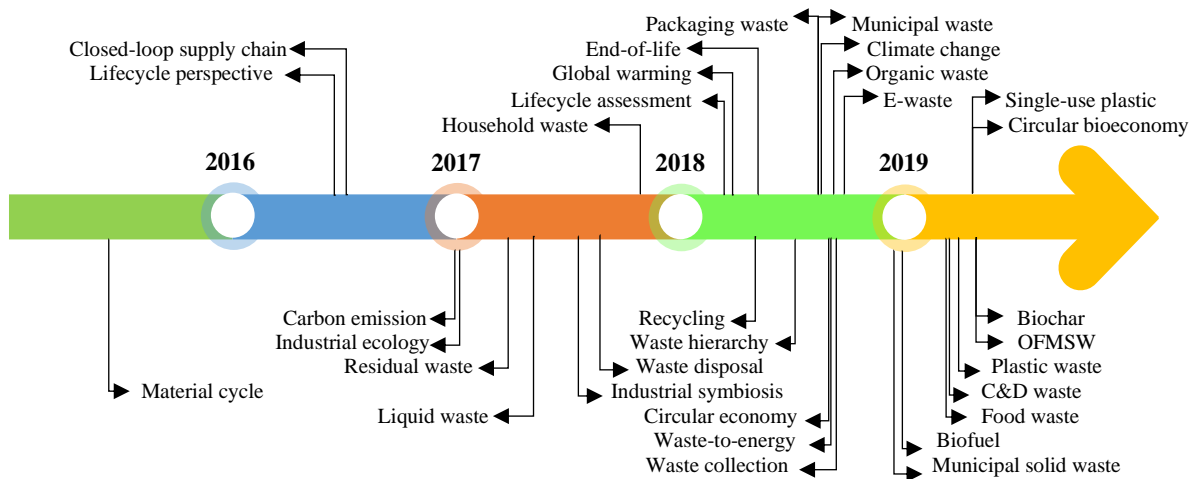 Packaging waste
Municipal waste
Closed-loop supply chain
End-of-life
Climate change
Lifecycle perspective
Global warming
Organic waste
Lifecycle assessment
E-waste
Single-use plastic
Household waste
Circular bioeconomy
2016
2017
2018
2019
Carbon emission
Recycling
Biochar
Industrial ecology
Waste hierarchy
OFMSW
Residual waste
Waste disposal
Plastic waste
Material cycle
Industrial symbiosis
C&D waste
Liquid waste
Circular economy
Food waste
Waste-to-energy
Biofuel
Waste collection
Municipal solid waste